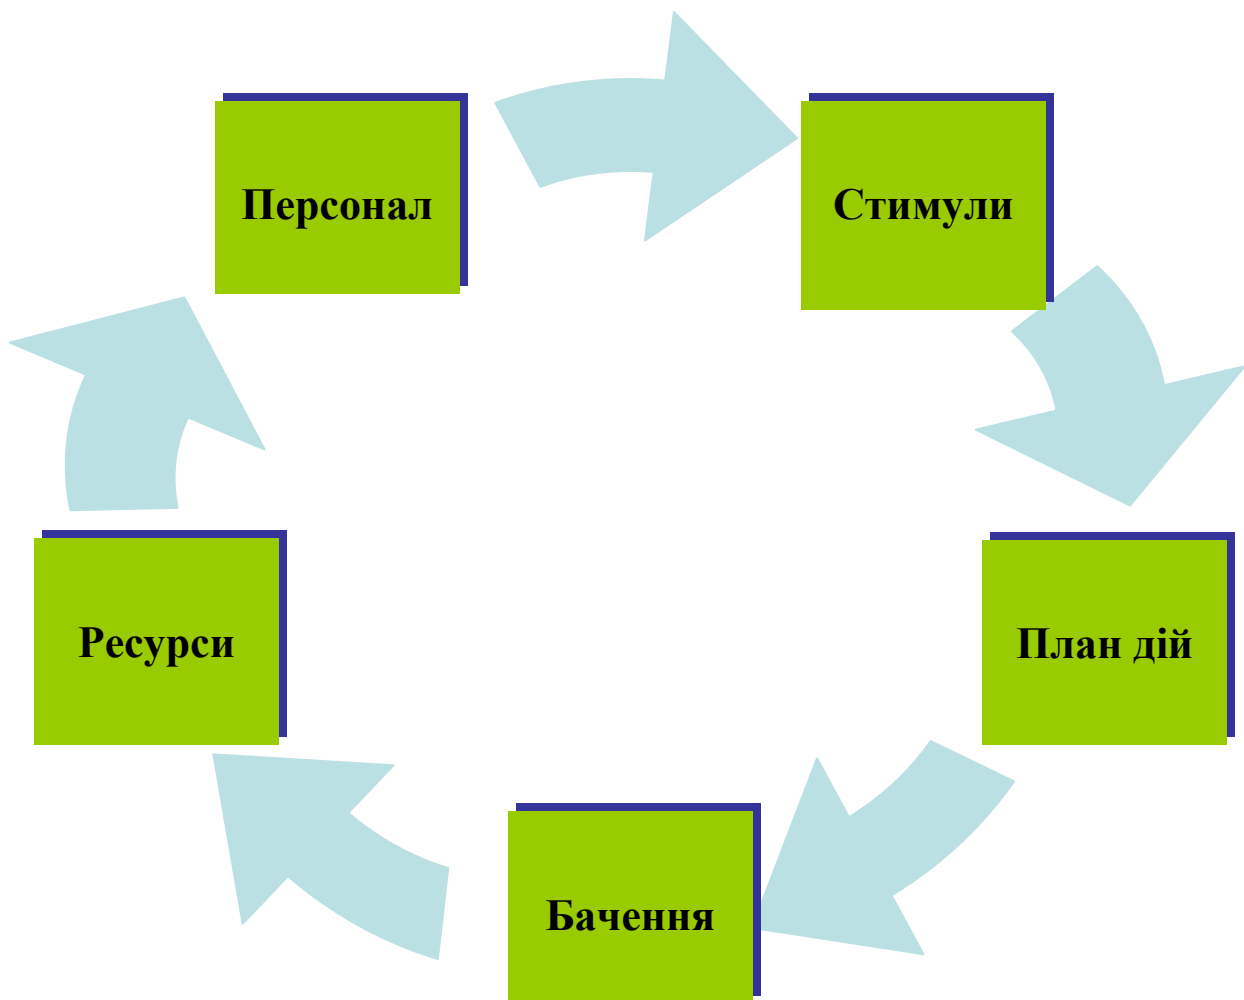 Персонал
Стимули
Ресурси
План дій
Бачення